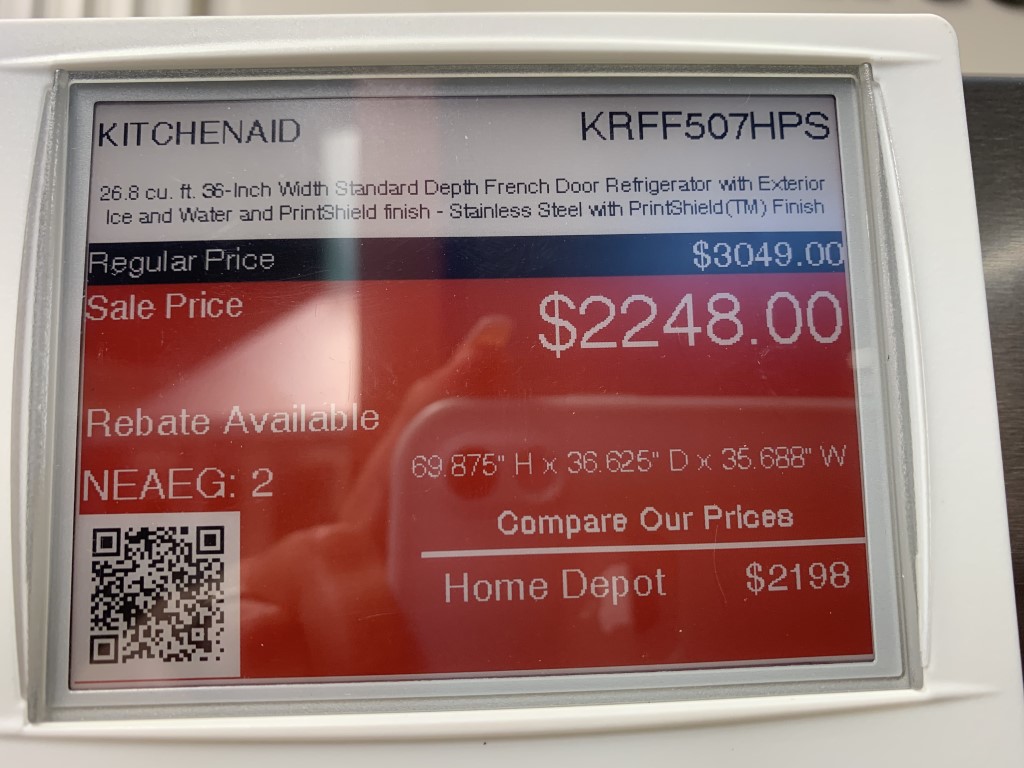 KITCHENAID KRFF507HPS
26.8 cu. ft. 36-Inch Width Standard Depth French Door Refrigerator with Exterior
Ice and Water and PrintShield finish - Stainless Steel with PrintShield(TM) Finish
Regular Price $3049.00
Sale Price $2248.00
Rebate Available
69.875" H x 36.625" D x 35.688" W
NEAEG: 2
Compare Our Prices
Home Depot $2198